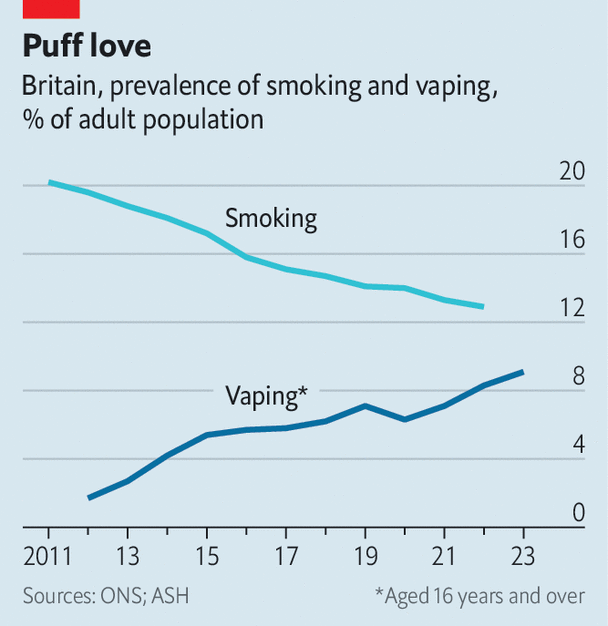 Puff love
Britain, prevalence of smoking and vaping,
% of adult population
20
Smoking
16
12
Vaping*
8
4
0
2011 13 15 17 19 21 23
Sources: ONS; ASH *Aged 16 years and over